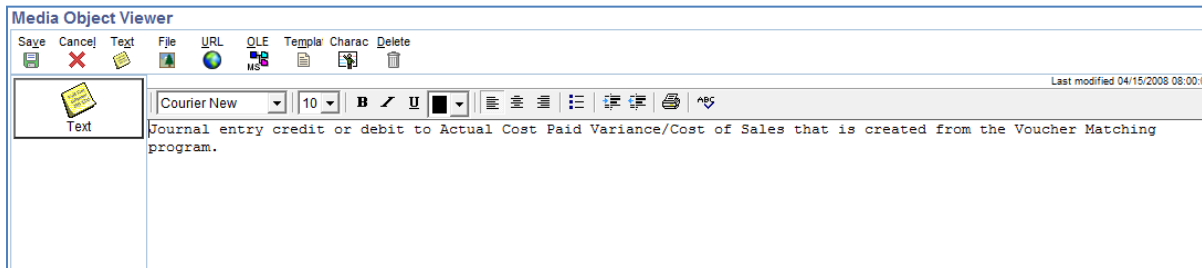 Media Object Viewer
Save Cancel Text File URL OLE Templa Charac Delete
MS
Last modified 04/15/2008 08:00:
Text
Courier New 10 B I U ABC
Journal entry credit or debit to Actual Cost Paid Variance/Cost of Sales that is created from the Voucher Matching
program.